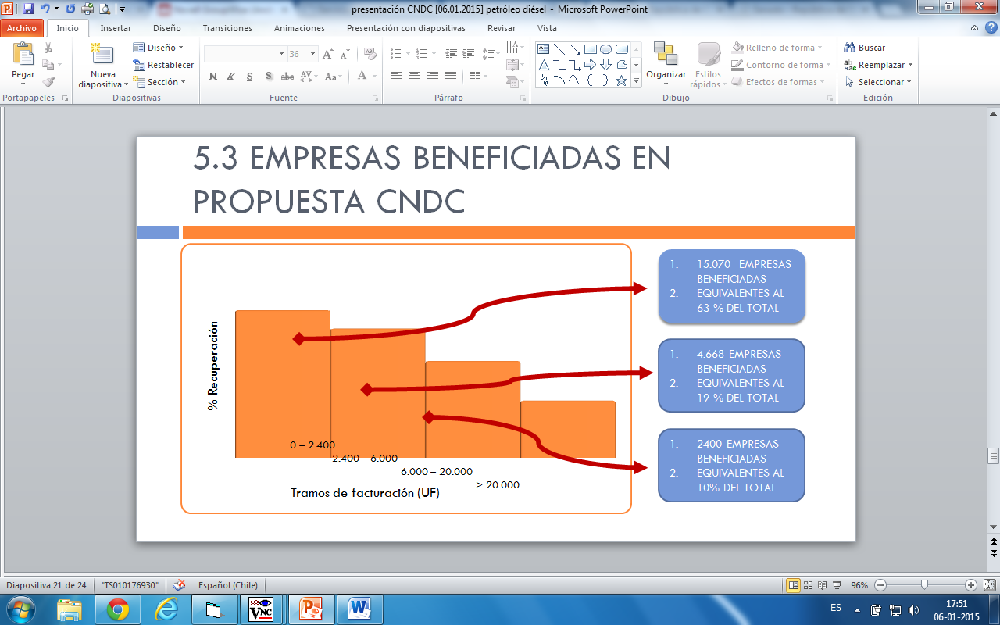 presentación CNDC [06.01.2015] petróleo diésel - Microsoft PowerPoint
Archivo Inicio Insertar Diseño Transiciones Animaciones Presentación con diapositivas Revisar Vista
Pegar
Portapapeles
Nueva
diapositiva
Diseño
Restablecer
Sección
Diapositivas
36
N K S S abc AV Aa A
Fuente
Párrafo
Organizar
Estilos
rápidos
Relleno de forma
Contorno de forma
Efectos de formas
Dibujo
Buscar
Reemplazar
Seleccionar
Edición
5.3 EMPRESAS BENEFICIADAS EN
PROPUESTA CNDC
% Recuperación
0 – 2.400
2.400 – 6.000
6.000 – 20.000
> 20.000
Tramos de facturación (UF)
1. 15.070 EMPRESAS
BENEFICIADAS
2. EQUIVALENTES AL
63 % DEL TOTAL
1. 4.668 EMPRESAS
BENEFICIADAS
2. EQUIVALENTES AL
19 % DEL TOTAL
1. 2400 EMPRESAS
BENEFICIADAS
2. EQUIVALENTES AL
10% DEL TOTAL
Diapositiva 21 de 24 "TS010176930" Español (Chile) 96%
VNC
ES
17:51
06-01-2015